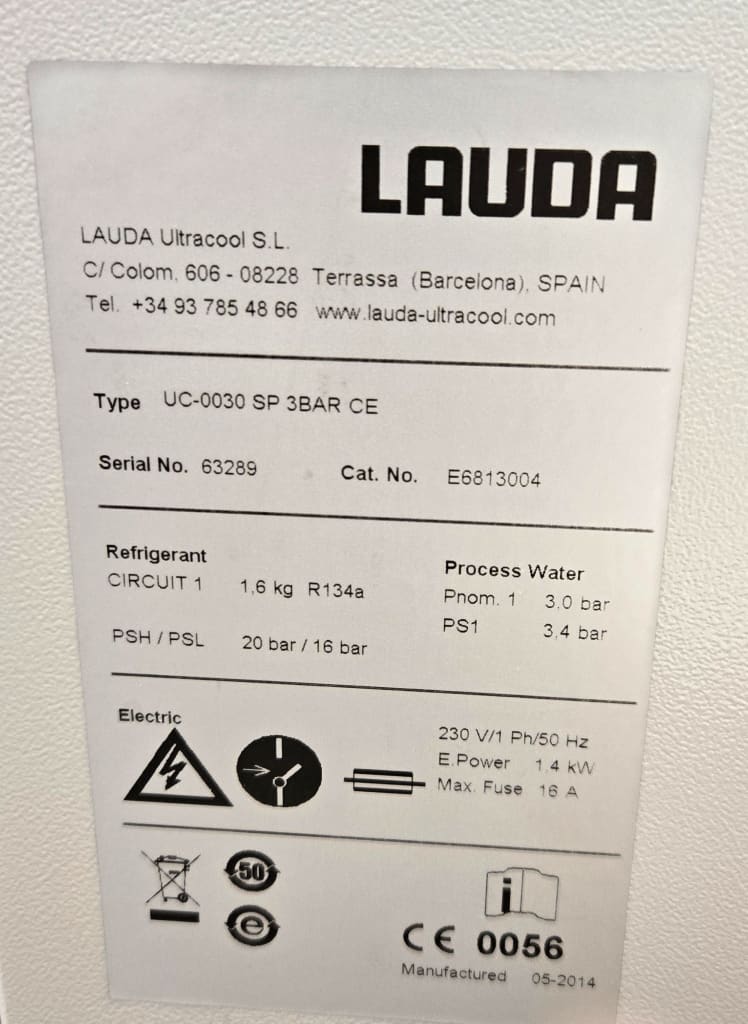 LAUDA
LAUDA Ultracool S.L.
C/ Colom, 606 - 08228 Terrassa (Barcelona), SPAIN
Tel. +34 93 785 48 66 www.lauda-ultracool.com
Type UC-0030 SP 3BAR CE
Serial No. 63289 Cat. No. E6813004
Refrigerant
CIRCUIT 1 1,6 kg R134a
PSH / PSL 20 bar / 16 bar
Process Water
Pnom. 1 3,0 bar
PS1 3,4 bar
Electric
230 V/1 Ph/50 Hz
E.Power 1,4 kW
Max. Fuse 16 A
50
e
i
CE 0056
Manufactured 05-2014